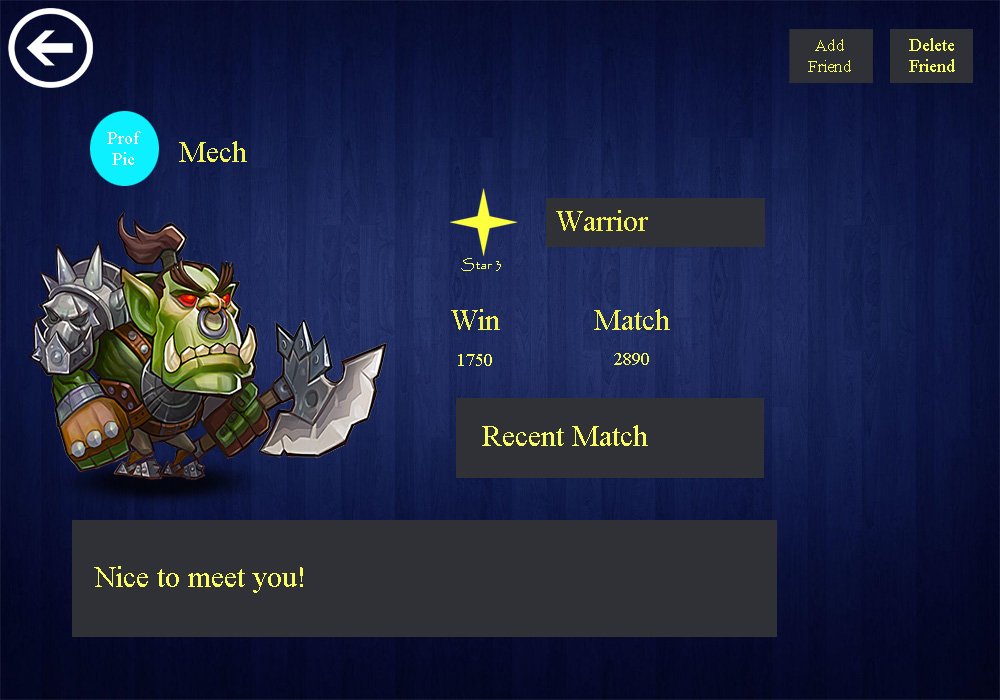 Add
Friend
Delete
Friend
Prof
Pic
Mech
Warrior
Star 3
Win
Match
1750
2890
Recent Match
Nice to meet you!